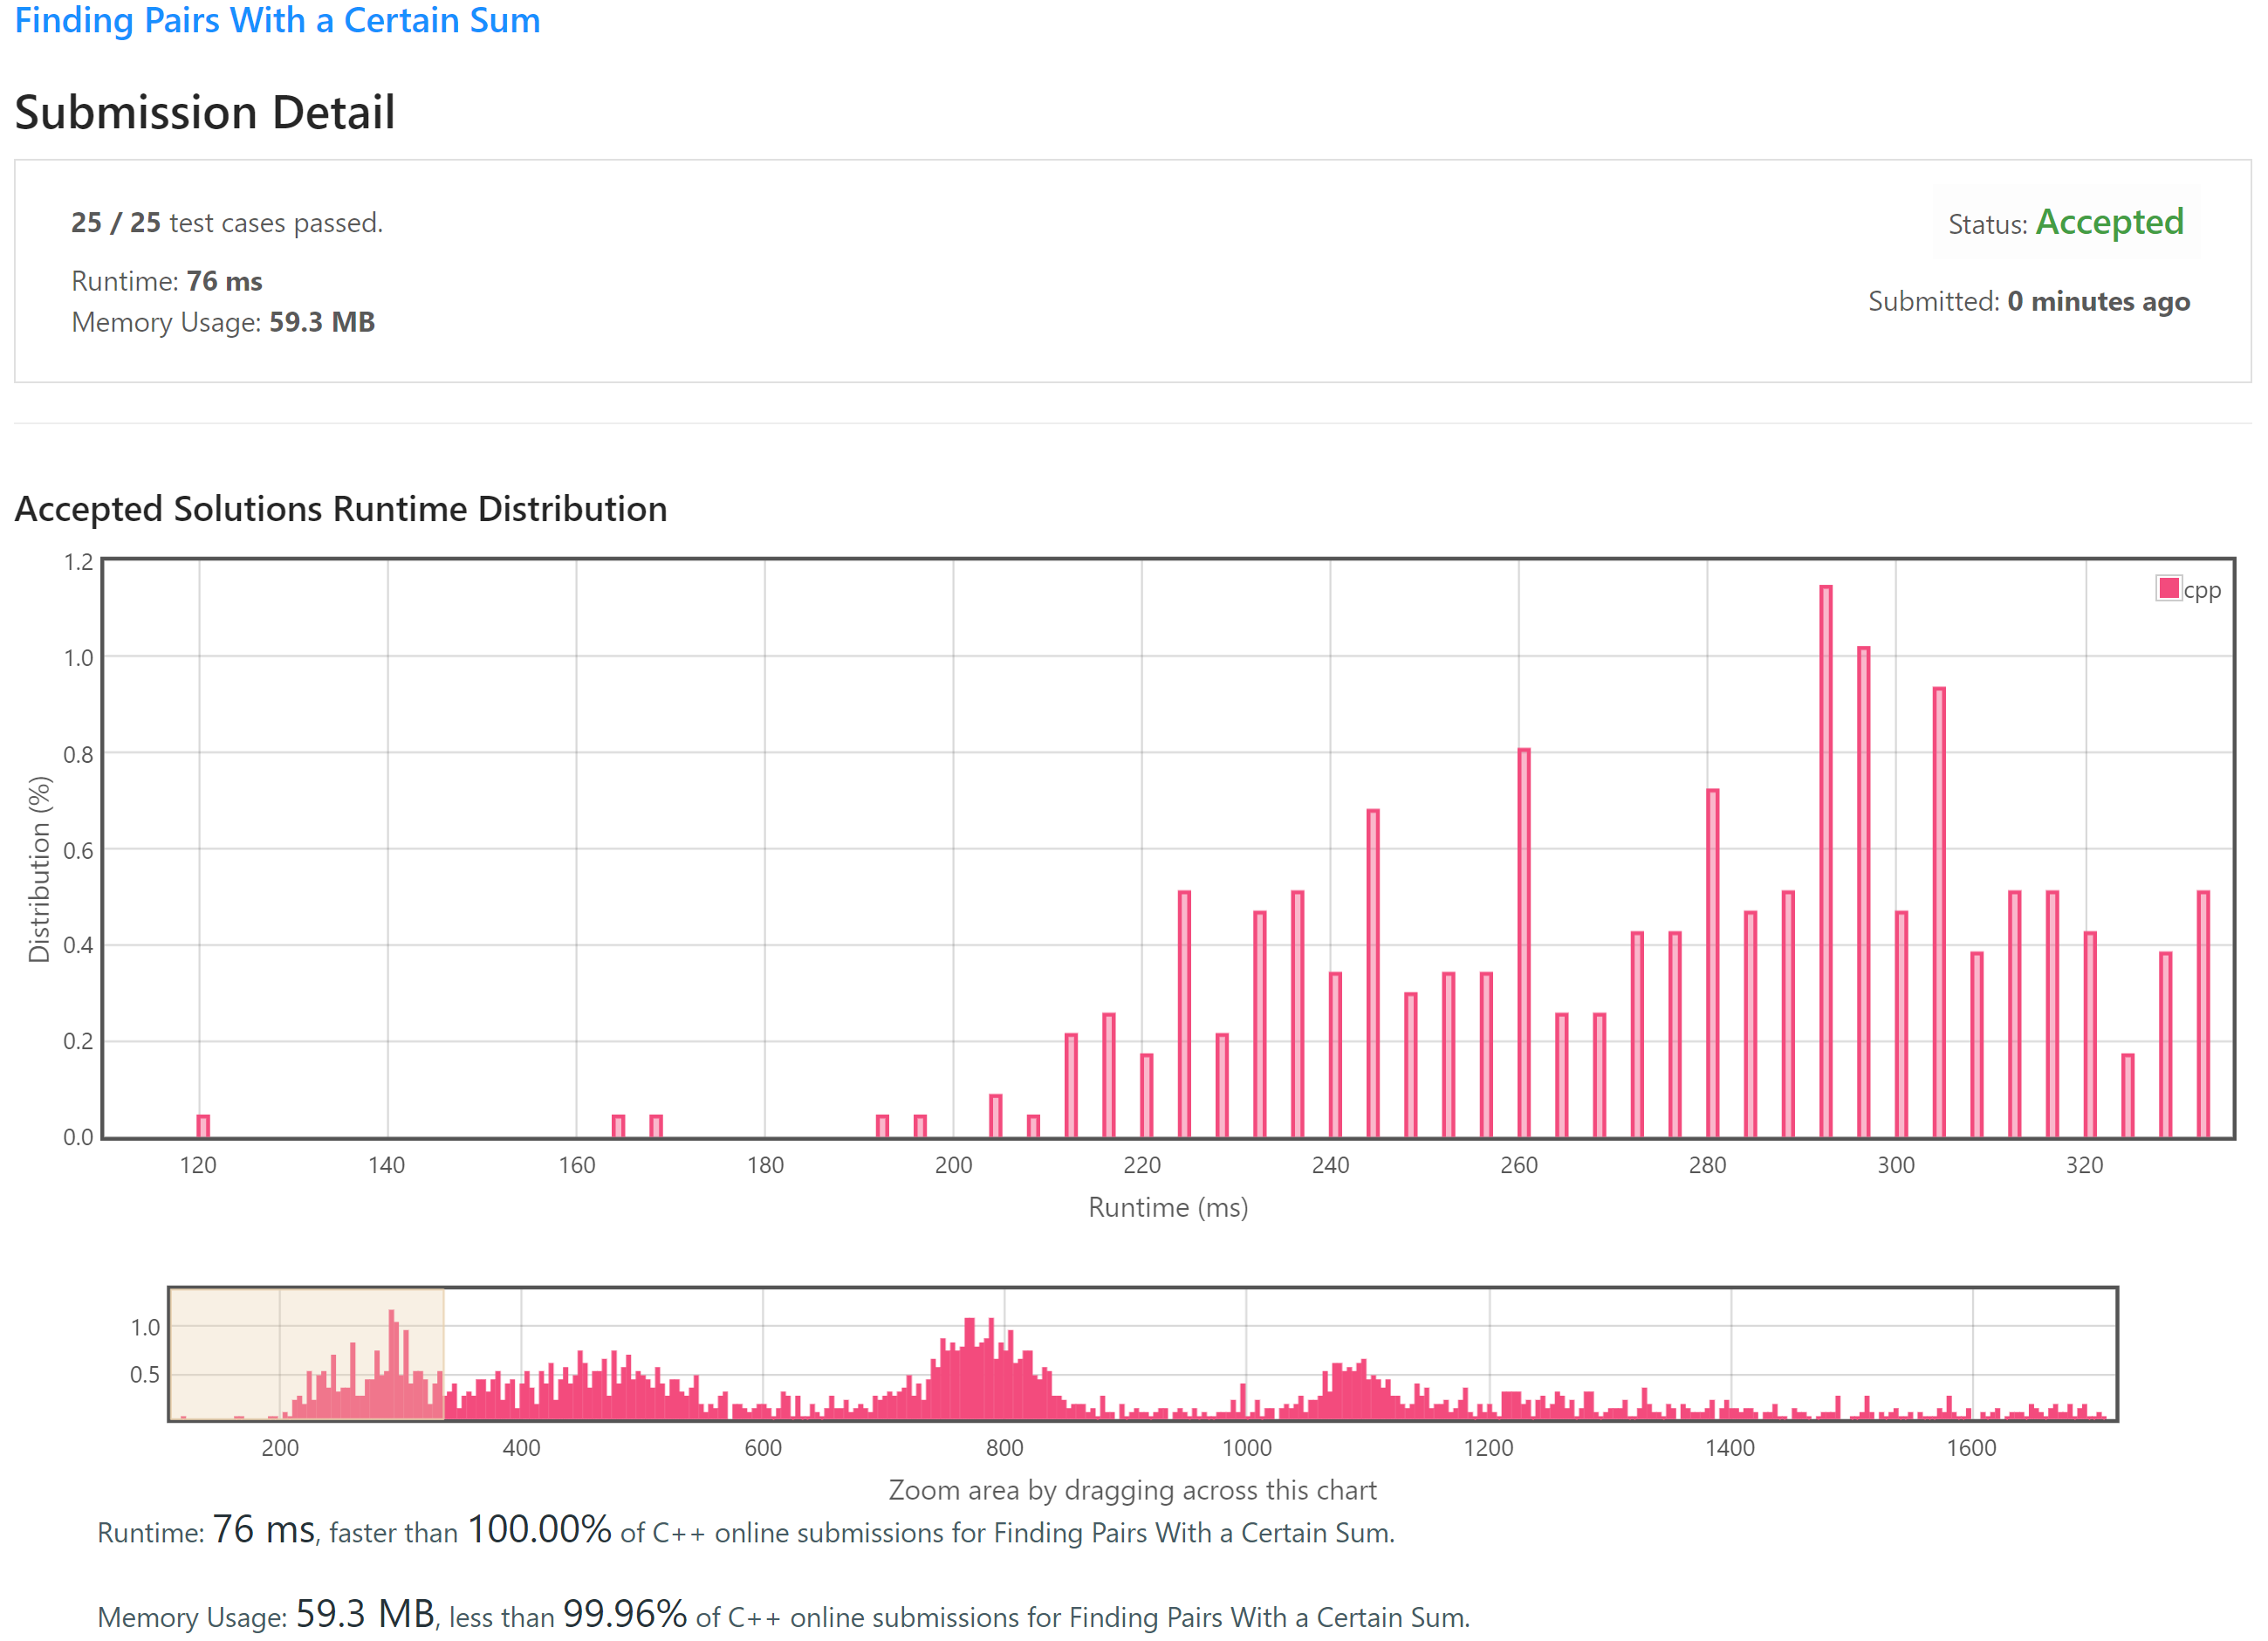 Finding Pairs With a Certain Sum
Submission Detail
25 / 25 test cases passed.
Status: Accepted
Runtime: 76 ms
Submitted: 0 minutes ago
Memory Usage: 59.3 MB
Accepted Solutions Runtime Distribution
cpp
Distribution (%)
1.2
1.0
0.8
0.6
0.4
0.2
0.0
120 140 160 180 200 220 240 260 280 300 320
Runtime (ms)
1.0
0.5
200 400 600 800 1000 1200 1400 1600
Zoom area by dragging across this chart
Runtime: 76 ms, faster than 100.00% of C++ online submissions for Finding Pairs With a Certain Sum.
Memory Usage: 59.3 MB, less than 99.96% of C++ online submissions for Finding Pairs With a Certain Sum.